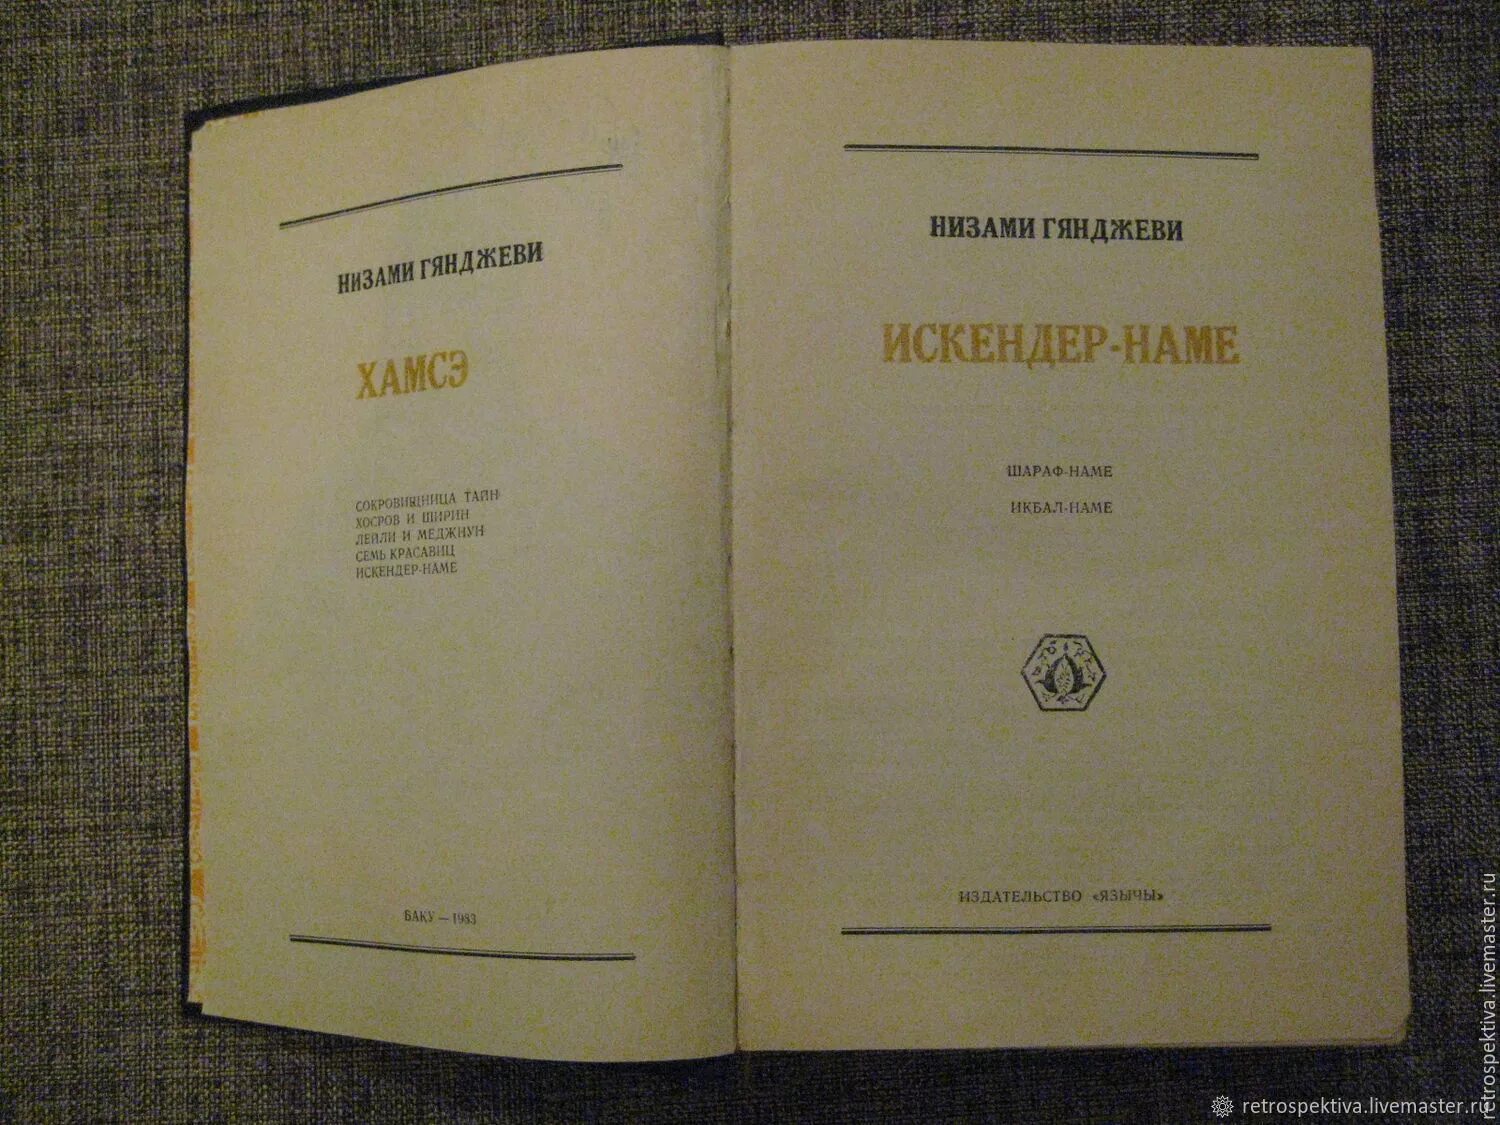 НИЗАМИ ГЯНДЖЕВИ
ХАМСЭ
СОКРОВИЩНИЦА ТАЙН
ХОСРОВ И ШИРИН
ЛЕЙЛИ И МЕДЖНУН
СЕМЬ КРАСАВИЦ
ИСКЕНДЕР-НАМЕ
БАКУ — 1983
НИЗАМИ ГЯНДЖЕВИ
ИСКЕНДЕР-НАМЕ
ШАРАФ-НАМЕ
ИКБАЛ-НАМЕ
ИЗДАТЕЛЬСТВО «ЯЗЫЧЫ»
retrospektiva.livemaster.ru
retrospektiva.livemaster.ru